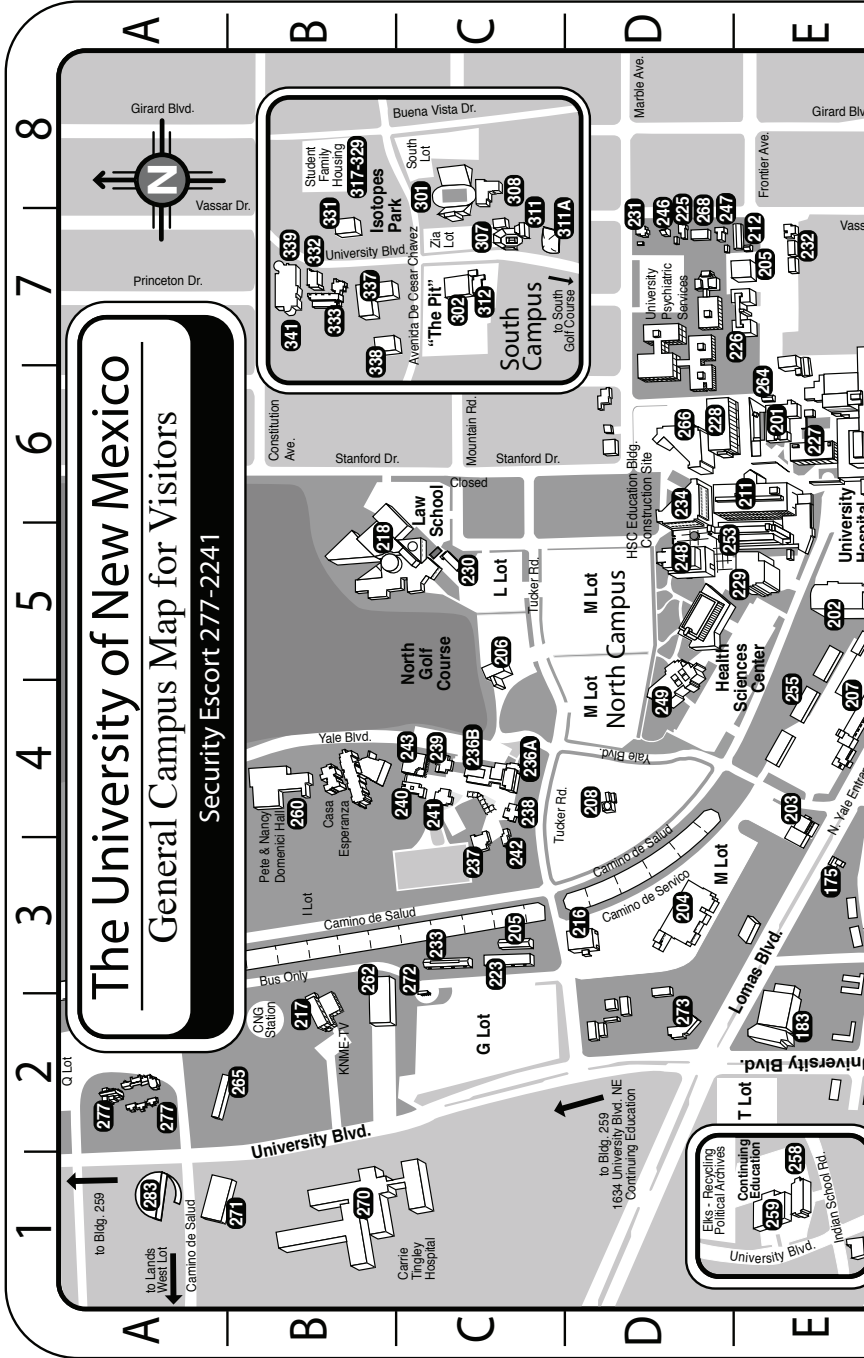 The University of New Mexico
General Campus Map for Visitors
Security Escort 277-2241
N
1
2
3
4
5
6
7
8
A
B
C
D
E
A
B
C
D
E
Q Lot
277
277
to Bldg. 259
283
to Lands
West Lot
Camino de Salud
271
265
University Blvd.
270
Carrie
Tingley
Hospital
CNG
Station
217
KNME-TV
Bus Only
262
272
233
223
205
G Lot
I Lot
Camino de Salud
Pete & Nancy
Domenici Hall
260
Casa
Esperanza
Yale Blvd.
240
243
239
241
236B
236A
237
238
242
North
Golf
Course
206
218
Law
School
230
L Lot
Closed
Tucker Rd.
Constitution
Ave.
Stanford Dr.
Mountain Rd.
Stanford Dr.
Princeton Dr.
Vassar Dr.
Girard Blvd.
Student
Family
Housing
317-329
339
332
331
341
333
337
338
Isotopes
Park
University Blvd
Avenida De Cesar Chavez
Buena Vista Dr.
South
Lot
301
Zia
Lot
308
307
311
311A
"The Pit"
302
312
South
Campus
to South
Golf Course
to Bldg. 259
1634 University Blvd. NE
Continuing Education
216
Camino de Salud
Camino de Servico
204
M Lot
273
Tucker Rd.
208
Yale Blvd.
M Lot
M Lot
North Campus
249
HSC Education Bldg.
Construction Site
248
234
266
228
University
Psychiatric
Services
231
246
225
268
247
212
Marble Ave.
Frontier Ave.
Girard Blv
Vass
232
205
226
264
201
227
211
253
229
University
Hospital
202
Health
Sciences
Center
255
207
203
N. Yale Entra
175
Lomas Blvd.
183
University Blvd.
T Lot
Elks - Recycling
Political Archives
Continuing
Education
259
258
Indian School Rd.
University Blvd.